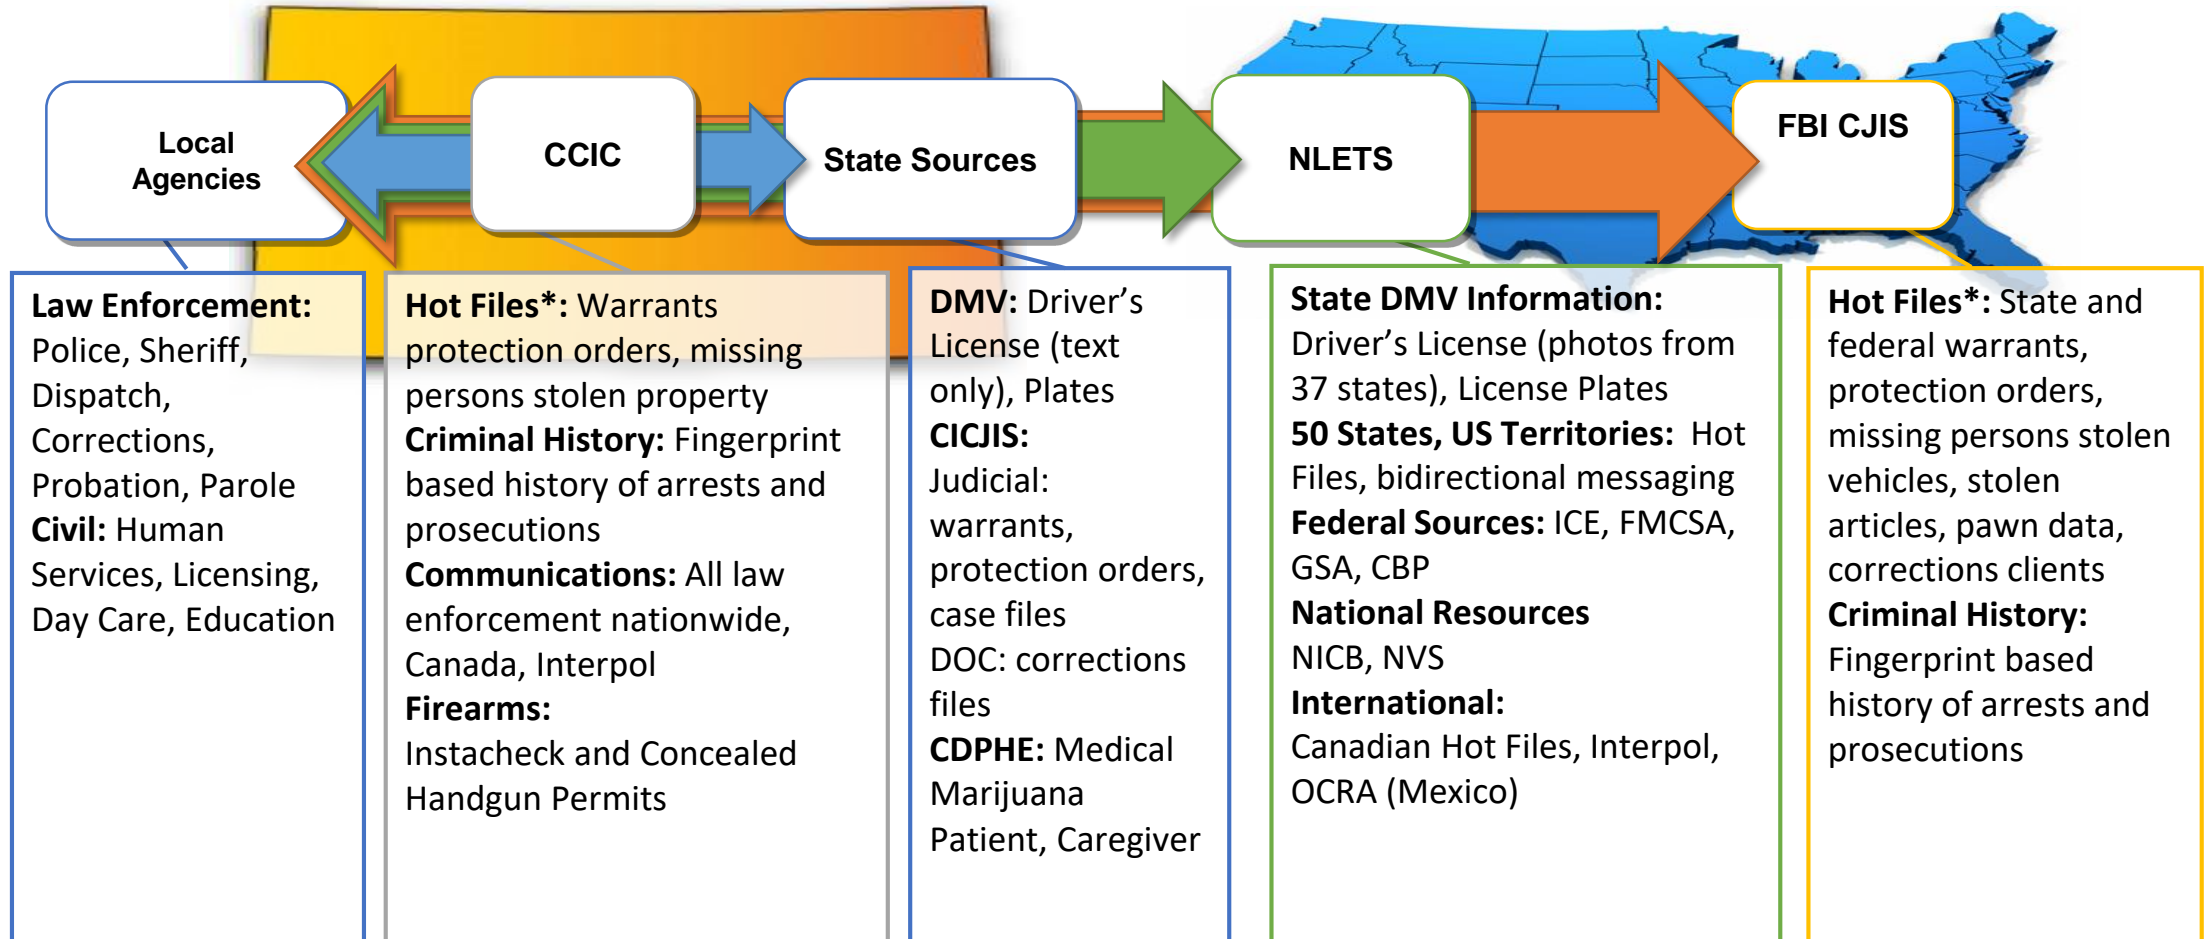 Local
Agencies
CCIC
State Sources
NLETS
FBI CJIS
Law Enforcement:
Police, Sheriff,
Dispatch,
Corrections,
Probation, Parole
Civil: Human
Services, Licensing,
Day Care, Education
Hot Files*: Warrants
protection orders, missing
persons stolen property
Criminal History: Fingerprint
based history of arrests and
prosecutions
Communications: All law
enforcement nationwide,
Canada, Interpol
Firearms:
Instacheck and Concealed
Handgun Permits
DMV: Driver’s
License (text
only), Plates
CICJIS:
Judicial:
warrants,
protection orders,
case files
DOC: corrections
files
CDPHE: Medical
Marijuana
Patient, Caregiver
State DMV Information:
Driver’s License (photos from
37 states), License Plates
50 States, US Territories: Hot
Files, bidirectional messaging
Federal Sources: ICE, FMCSA,
GSA, CBP
National Resources
NICB, NVS
International:
Canadian Hot Files, Interpol,
OCRA (Mexico)
Hot Files*: State and
federal warrants,
protection orders,
missing persons stolen
vehicles, stolen
articles, pawn data,
corrections clients
Criminal History:
Fingerprint based
history of arrests and
prosecutions